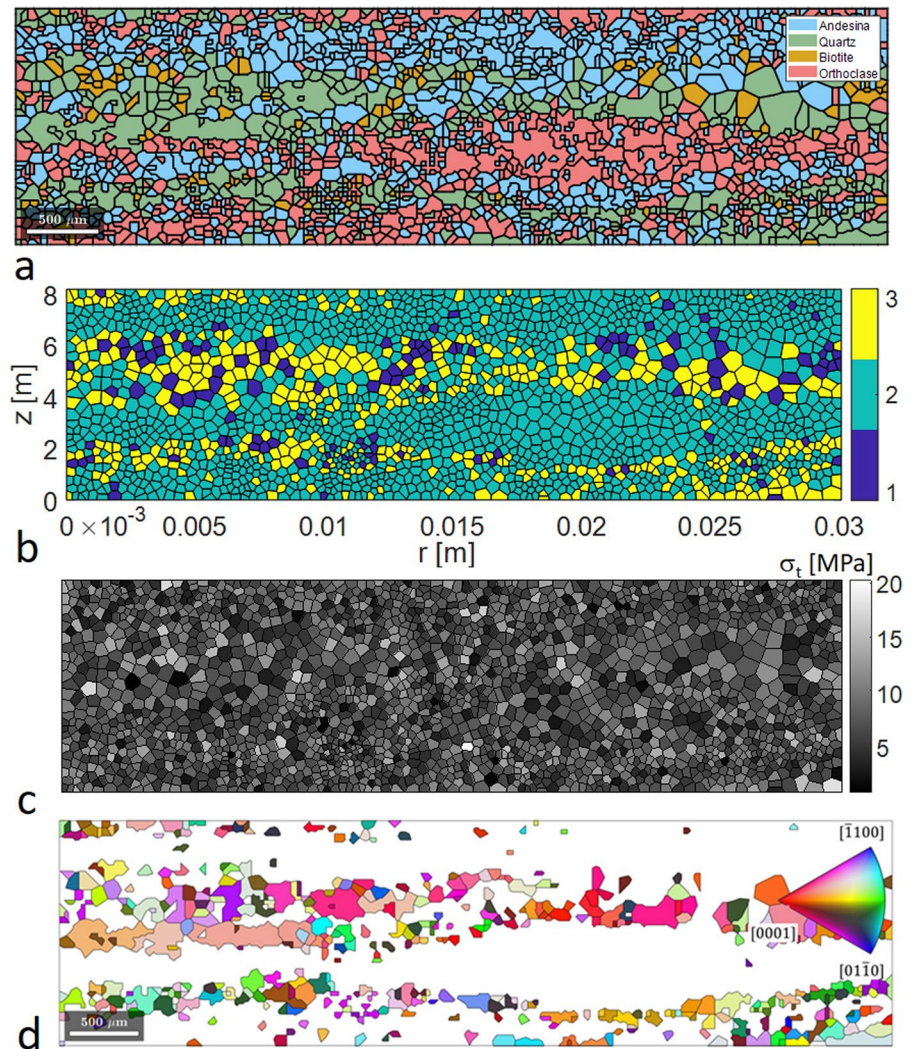 Andesina
Quartz
Biotite
Orthoclase
500 μm
a
8
6
4
2
0
z [m]
3
2
1
0 ×10-3 0.005 0.01 0.015 0.02 0.025 0.03
r [m]
b
σt [MPa]
20
15
10
5
c
[1̅100]
[0001]
[011̅0]
500 μm
d